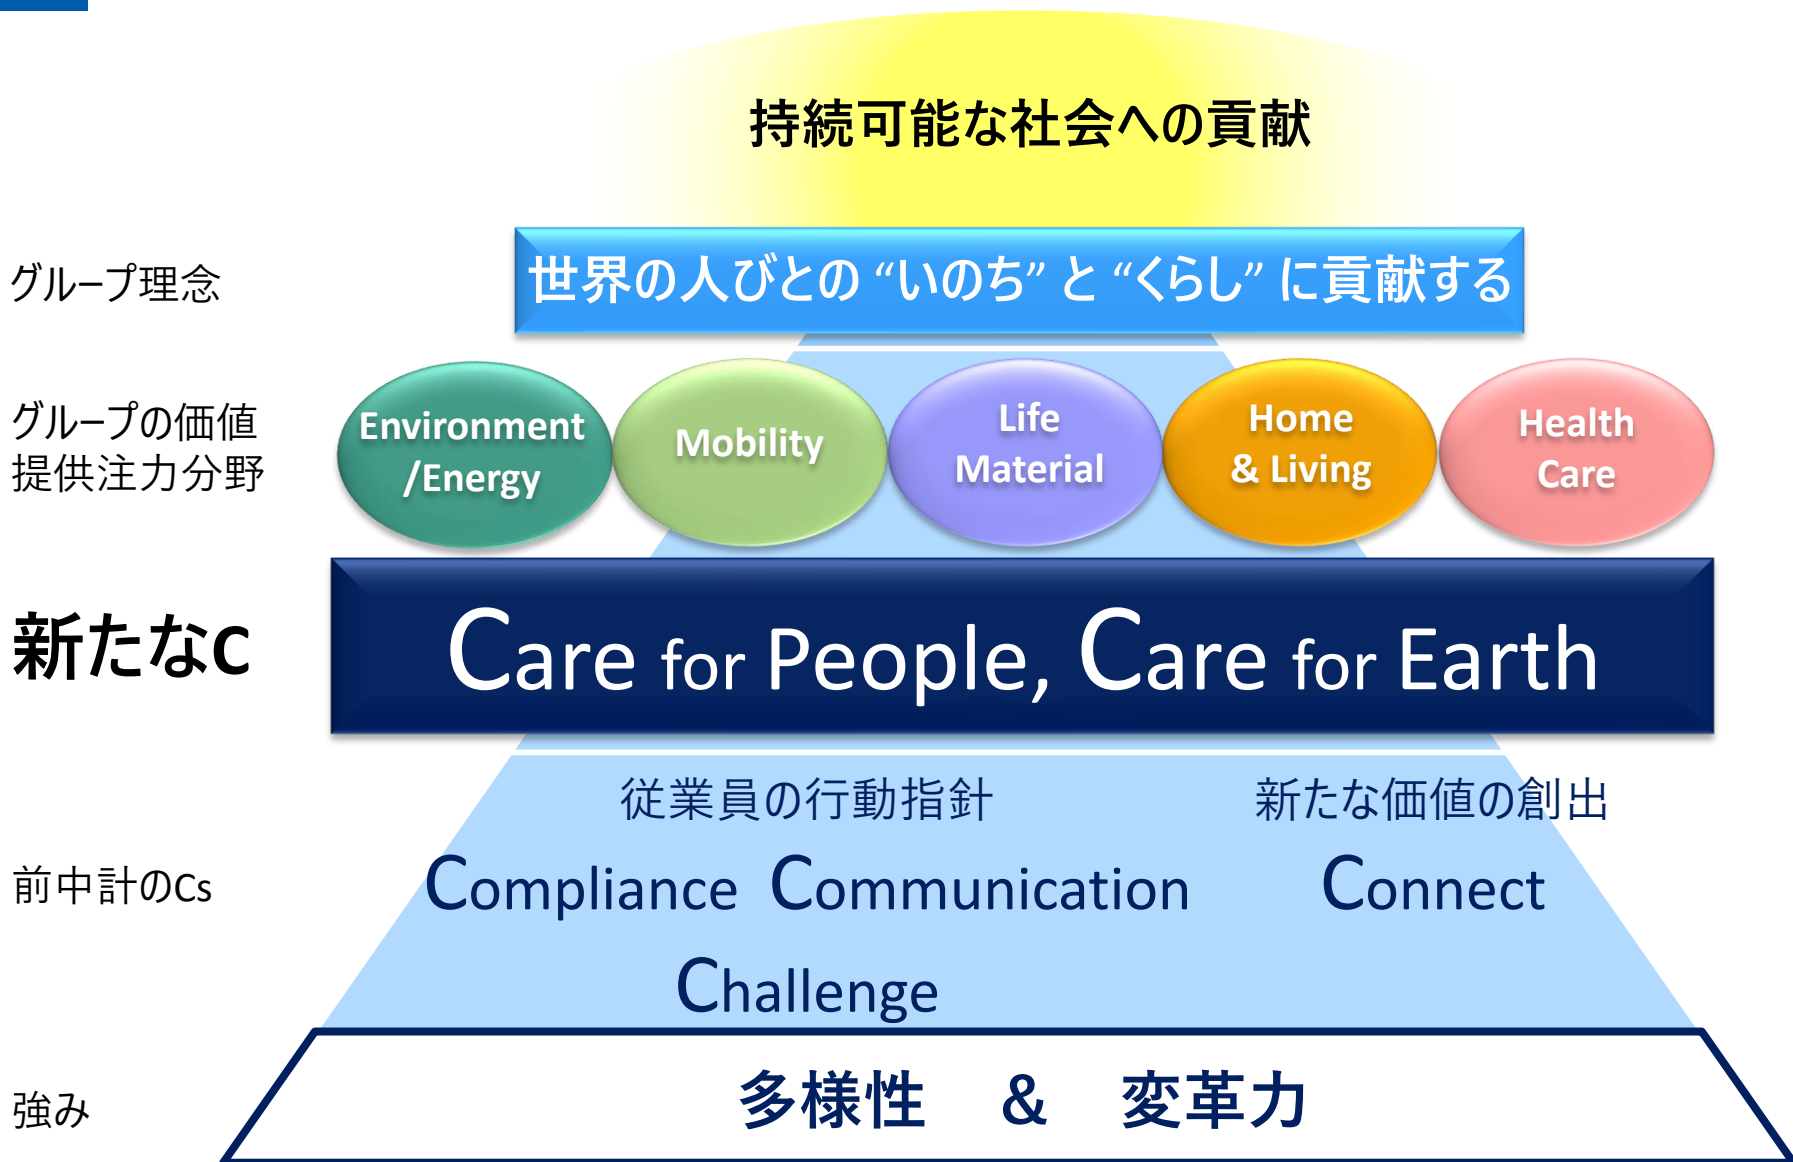 持続可能な社会への貢献
グループ理念
世界の人びとの “いのち” と “くらし” に貢献する
グループの価値
提供注力分野
Environment
/Energy
Mobility
Life
Material
Home
& Living
Health
Care
新たなC
Care for People, Care for Earth
従業員の行動指針
新たな価値の創出
前中計のCs
Compliance Communication
Connect
Challenge
強み
多様性 & 変革力